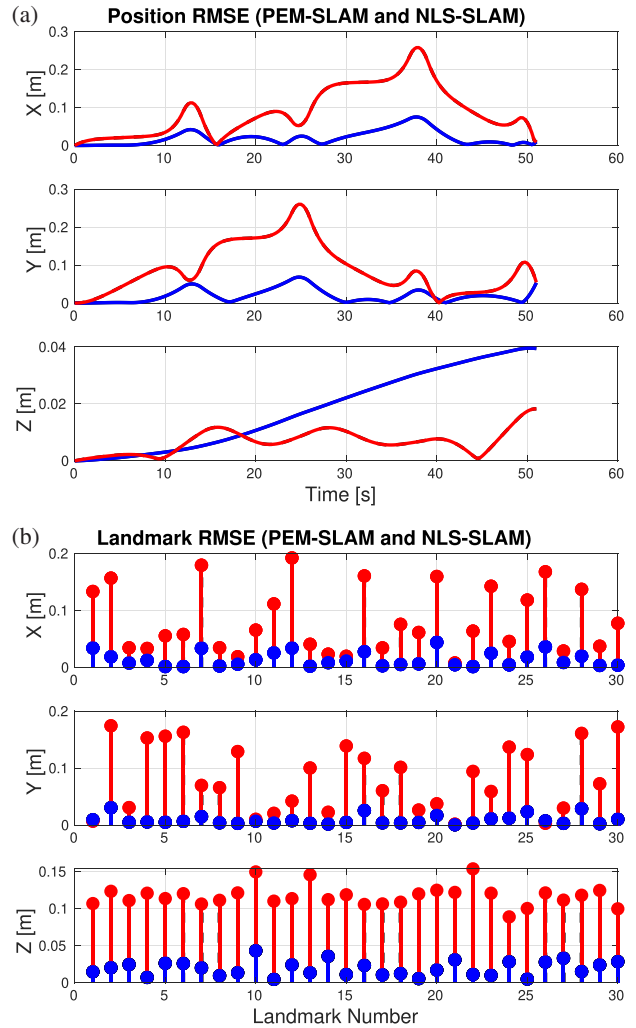 (a)
Position RMSE (PEM-SLAM and NLS-SLAM)
X [m]
0.3
0.2
0.1
0
0 10 20 30 40 50 60
Y [m]
0.3
0.2
0.1
0
0 10 20 30 40 50 60
Z [m]
0.04
0.02
0
0 10 20 30 40 50 60
Time [s]
(b)
Landmark RMSE (PEM-SLAM and NLS-SLAM)
X [m]
0.2
0.1
0
0 5 10 15 20 25 30
Y [m]
0.2
0.1
0
0 5 10 15 20 25 30
Z [m]
0.15
0.1
0.05
0
0 5 10 15 20 25 30
Landmark Number